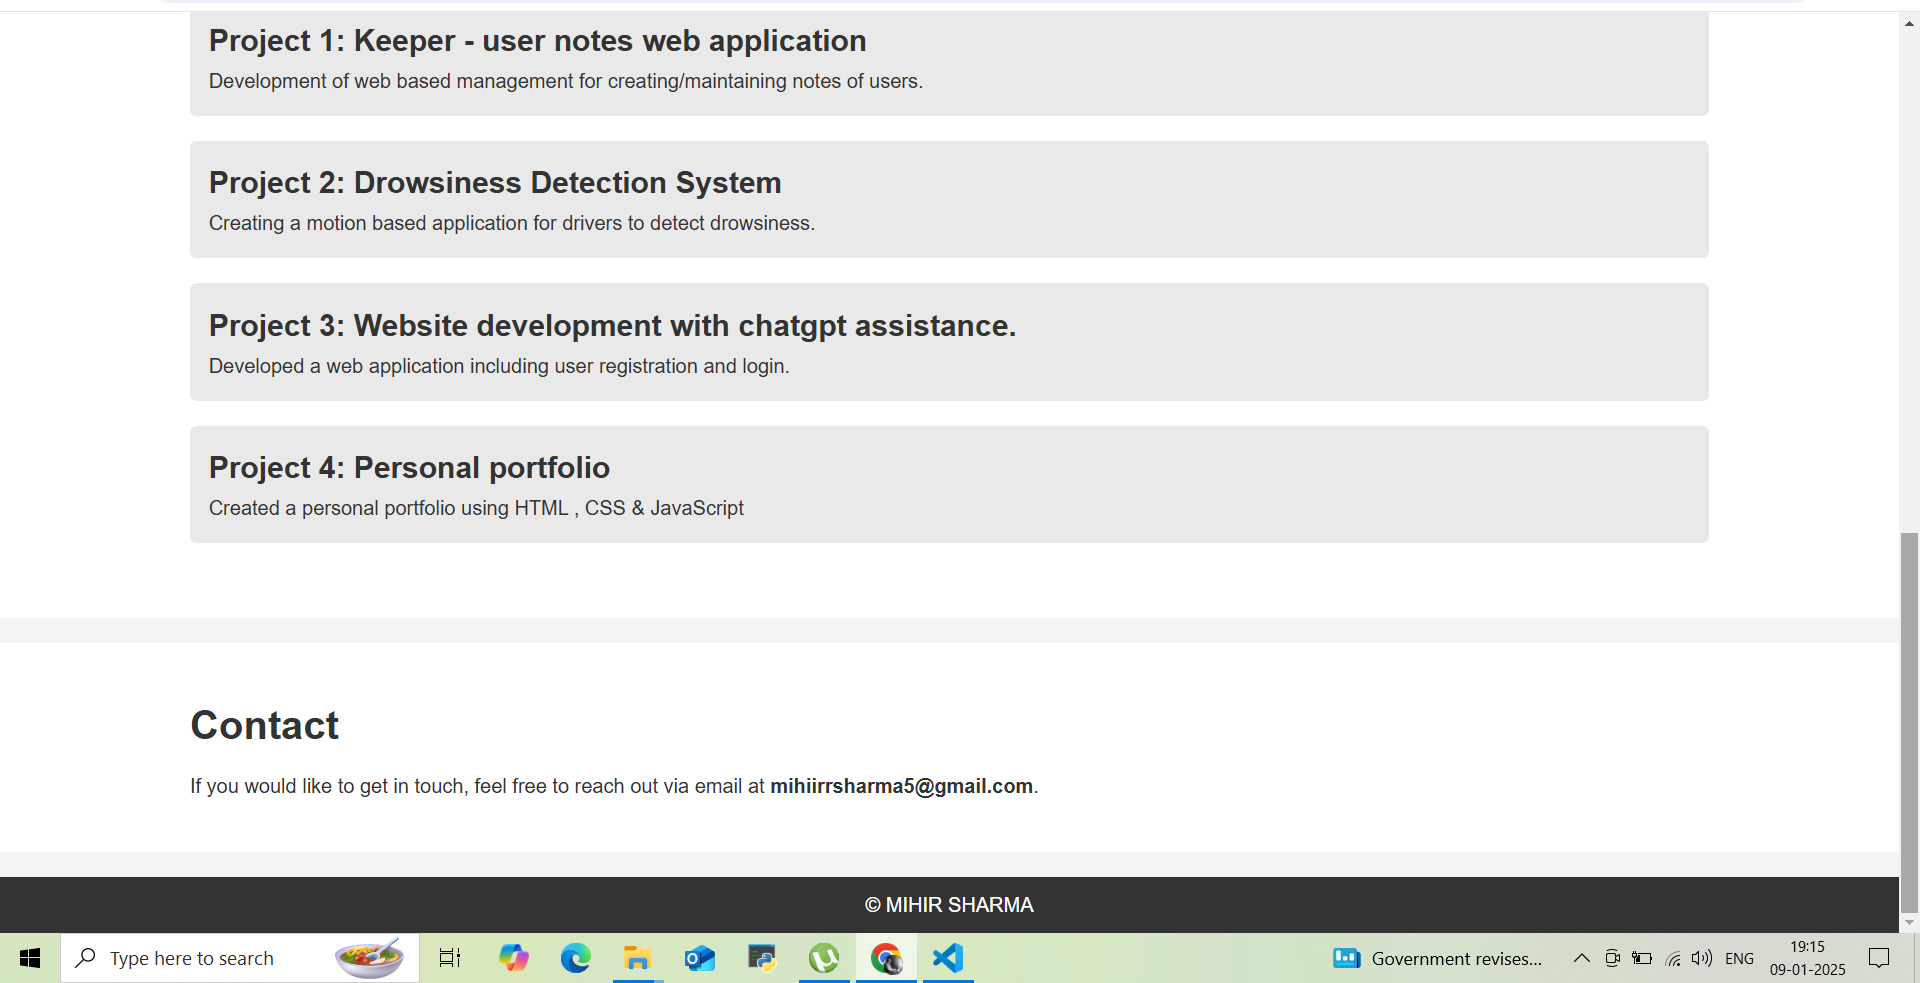 Project 1: Keeper - user notes web application
Development of web based management for creating/maintaining notes of users.
Project 2: Drowsiness Detection System
Creating a motion based application for drivers to detect drowsiness.
Project 3: Website development with chatgpt assistance.
Developed a web application including user registration and login.
Project 4: Personal portfolio
Created a personal portfolio using HTML , CSS & JavaScript
Contact
If you would like to get in touch, feel free to reach out via email at mihiirrsharma5@gmail.com.
© MIHIR SHARMA
Type here to search
Government revises...
ENG
19:15
09-01-2025